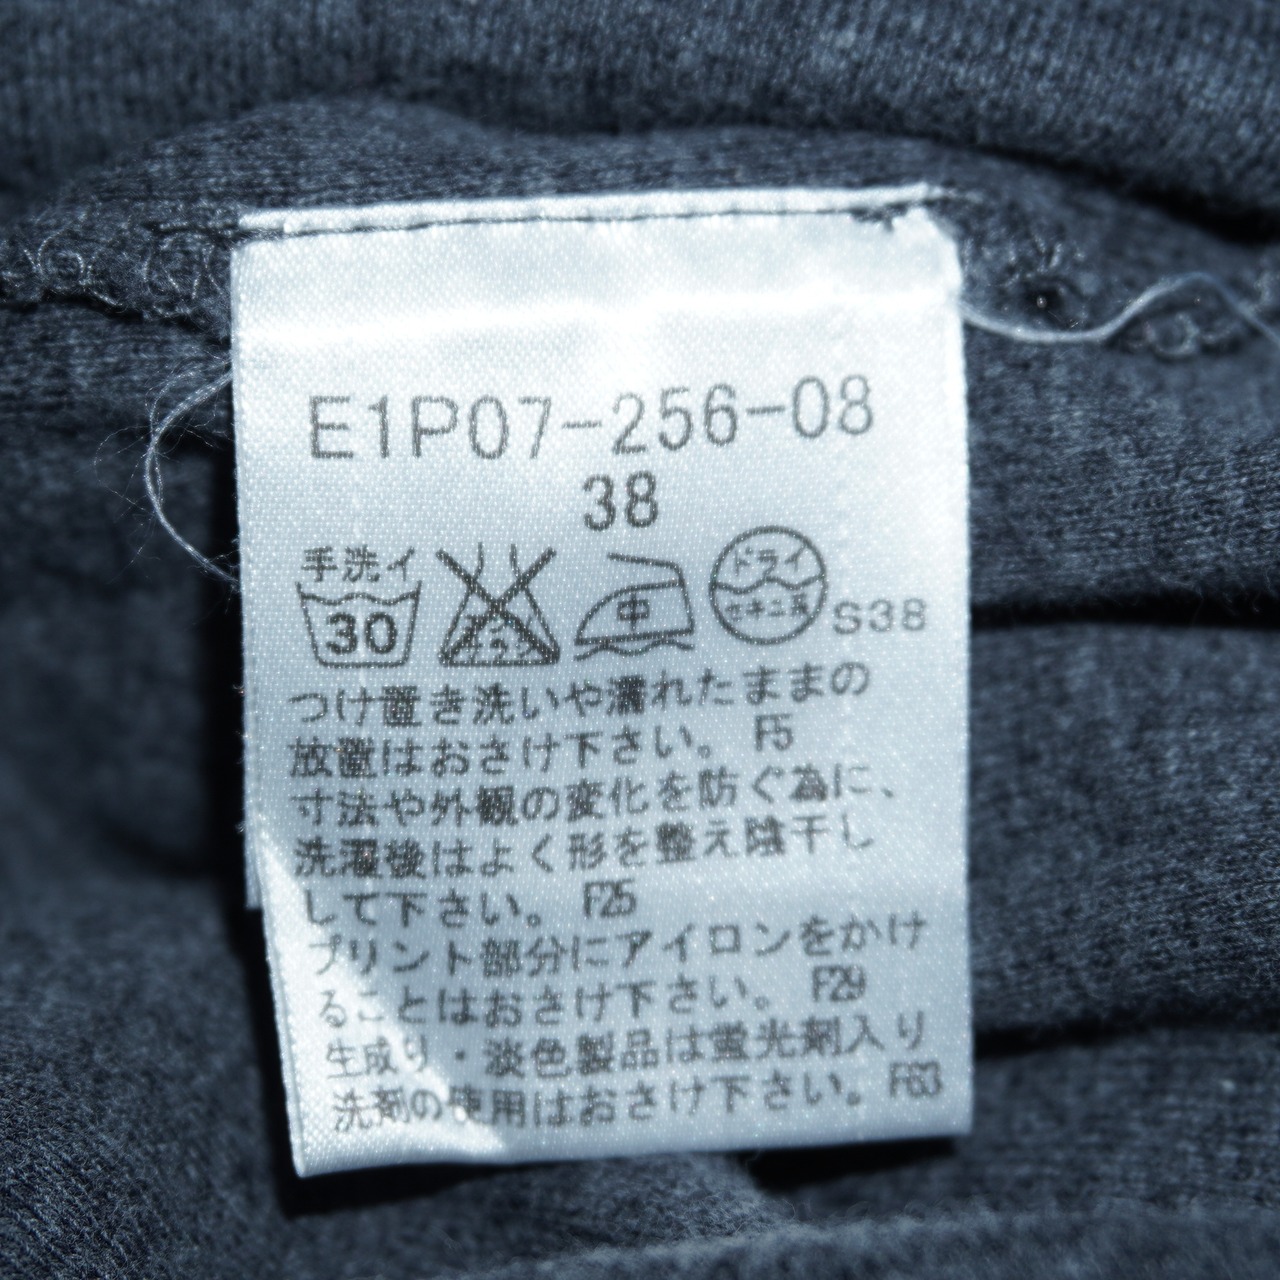 E1P07-256-08
38
手洗イ
30
エンソサラシ
中
ドライ
セキユ系
S38
つけ置き洗いや濡れたままの
放置はおさけ下さい。 F5
寸法や外観の変化を防ぐ為に、
洗濯後はよく形を整え陰干し
して下さい。 F25
プリント部分にアイロンをかけ
ることはおさけ下さい。 F29
生成り・淡色製品は蛍光剤入り
洗剤の使用はおさけ下さい。 F63